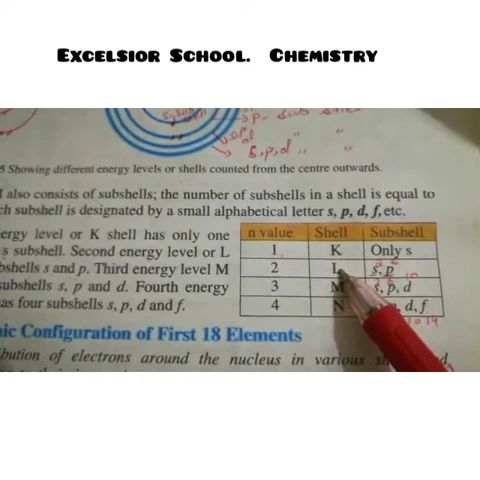 Excelsior School. Chemistry
p- sub
s, p, d "
5 Showing different energy levels or shells counted from the centre outwards.
also consists of subshells; the number of subshells in a shell is equal to
ch subshell is designated by a small alphabetical letter s, p, d, f, etc.
ergy level or K shell has only one
s subshell. Second energy level or L
bshells s and p. Third energy level M
subshells s, p and d. Fourth energy
as four subshells s, p, d and f.
n value Shell Subshell
1 K Only s
2 L s, p
3 M s, p, d
4 N d, f
10 14
nic Configuration of First 18 Elements
bution of electrons around the nucleus in various